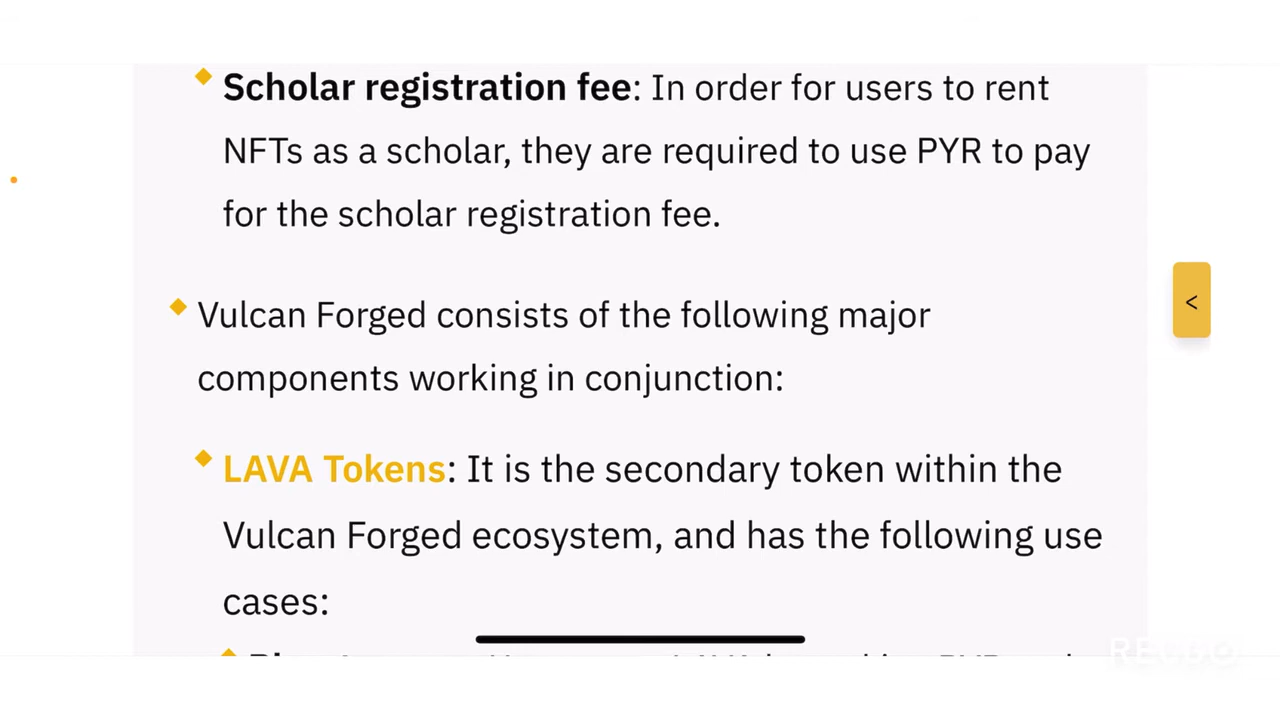 Scholar registration fee: In order for users to rent
NFTs as a scholar, they are required to use PYR to pay
for the scholar registration fee.
Vulcan Forged consists of the following major
components working in conjunction:
<
LAVA Tokens: It is the secondary token within the
Vulcan Forged ecosystem, and has the following use
cases: